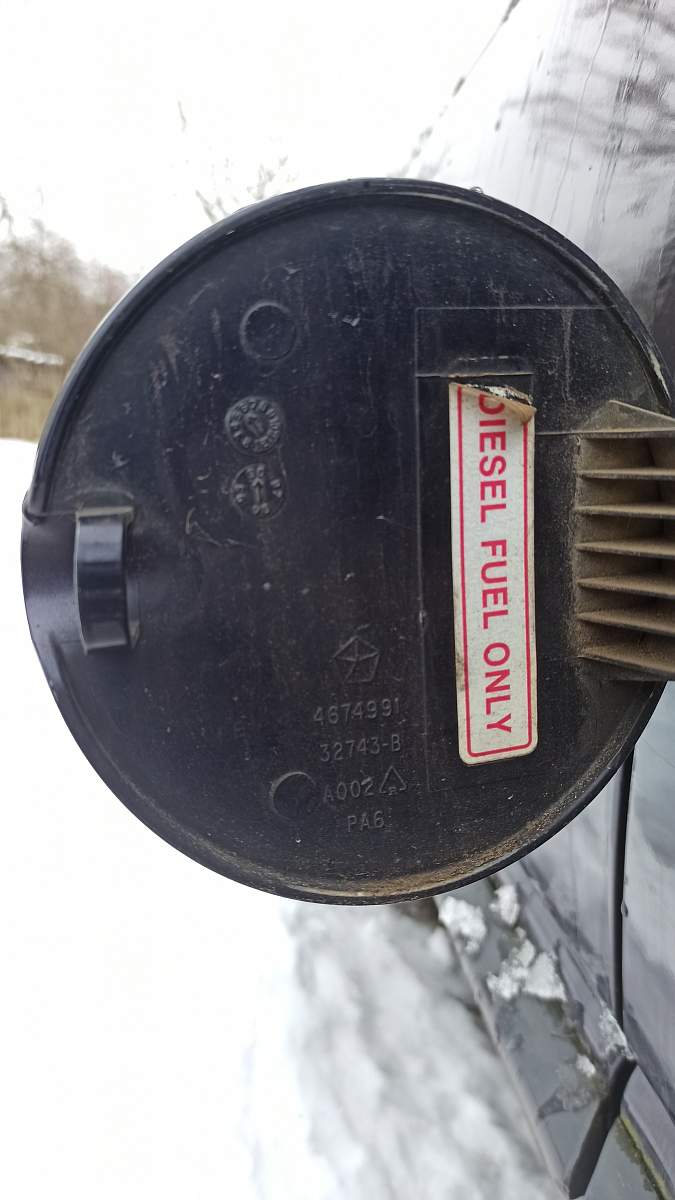 DIESEL FUEL ONLY
4674991
32743-B
A002
PA6